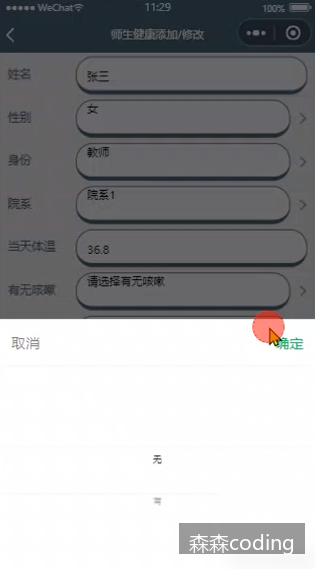 WeChat
11:29
100%
师生健康添加/修改
姓名
张三
性别
女
身份
教师
院系
院系1
当天体温
36.8
有无咳嗽
请选择有无咳嗽
取消
确定
无
有
森森coding